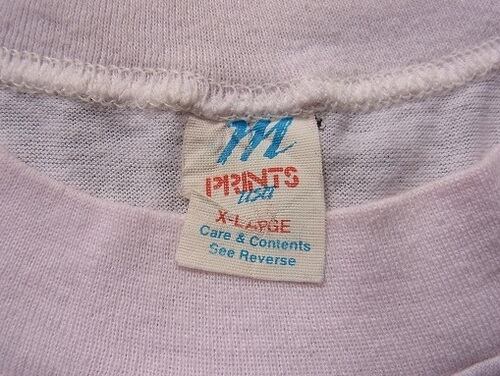 m
PRINTS
USA
X-LARGE
Care & Contents
See Reverse